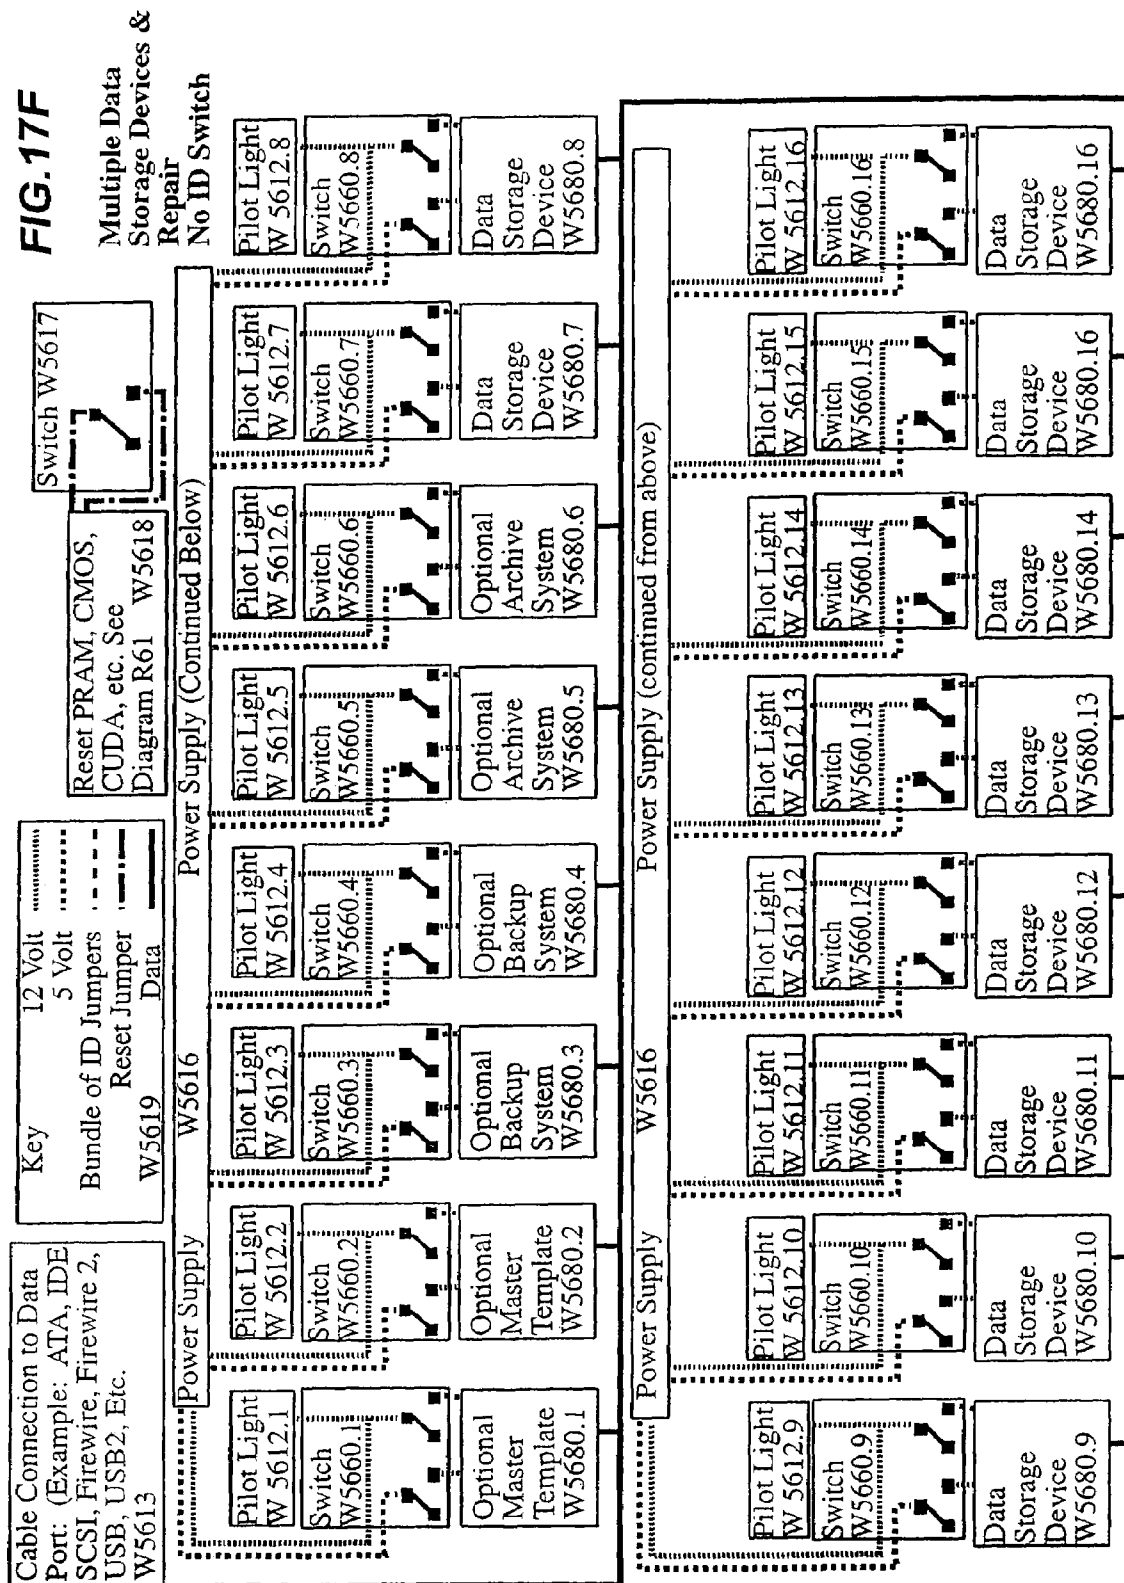 FIG.17F
Multiple Data
Storage Devices &
Repair
No ID Switch
Cable Connection to Data
Port: (Example: ATA, IDE
SCSI, Firewire, Firewire 2,
USB, USB2, Etc.
W5613
Key 12 Volt
5 Volt
Bundle of ID Jumpers
Reset Jumper
W5619 Data
Reset PRAM, CMOS,
CUDA, etc. See
Diagram R61 W5618
Switch W5617
Power Supply W5616 Power Supply (Continued Below)
Pilot Light
W 5612.1
Switch
W5660.1
Optional
Master
Template
W5680.1
Pilot Light
W 5612.2
Switch
W5660.2
Optional
Master
Template
W5680.2
Pilot Light
W 5612.3
Switch
W5660.3
Optional
Backup
System
W5680.3
Pilot Light
W 5612.4
Switch
W5660.4
Optional
Backup
System
W5680.4
Pilot Light
W 5612.5
Switch
W5660.5
Optional
Archive
System
W5680.5
Pilot Light
W 5612.6
Switch
W5660.6
Optional
Archive
System
W5680.6
Pilot Light
W 5612.7
Switch
W5660.7
Data
Storage
Device
W5680.7
Pilot Light
W 5612.8
Switch
W5660.8
Data
Storage
Device
W5680.8
Power Supply W5616 Power Supply (continued from above)
Pilot Light
W 5612.9
Switch
W5660.9
Data
Storage
Device
W5680.9
Pilot Light
W 5612.10
Switch
W5660.10
Data
Storage
Device
W5680.10
Pilot Light
W 5612.11
Switch
W5660.11
Data
Storage
Device
W5680.11
Pilot Light
W 5612.12
Switch
W5660.12
Data
Storage
Device
W5680.12
Pilot Light
W 5612.13
Switch
W5660.13
Data
Storage
Device
W5680.13
Pilot Light
W 5612.14
Switch
W5660.14
Data
Storage
Device
W5680.14
Pilot Light
W 5612.15
Switch
W5660.15
Data
Storage
Device
W5680.16
Pilot Light
W 5612.16
Switch
W5660.16
Data
Storage
Device
W5680.16